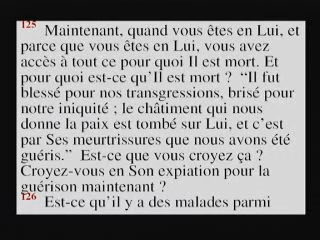 125 Maintenant, quand vous êtes en Lui, et
parce que vous êtes en Lui, vous avez
accès à tout ce pour quoi Il est mort. Et
pour quoi est-ce qu’Il est mort ? “Il fut
blessé pour nos transgressions, brisé pour
notre iniquité ; le châtiment qui nous
donne la paix est tombé sur Lui, et c’est
par Ses meurtrissures que nous avons été
guéris.” Est-ce que vous croyez ça ?
Croyez-vous en Son expiation pour la
guérison maintenant ?
126 Est-ce qu’il y a des malades parmi